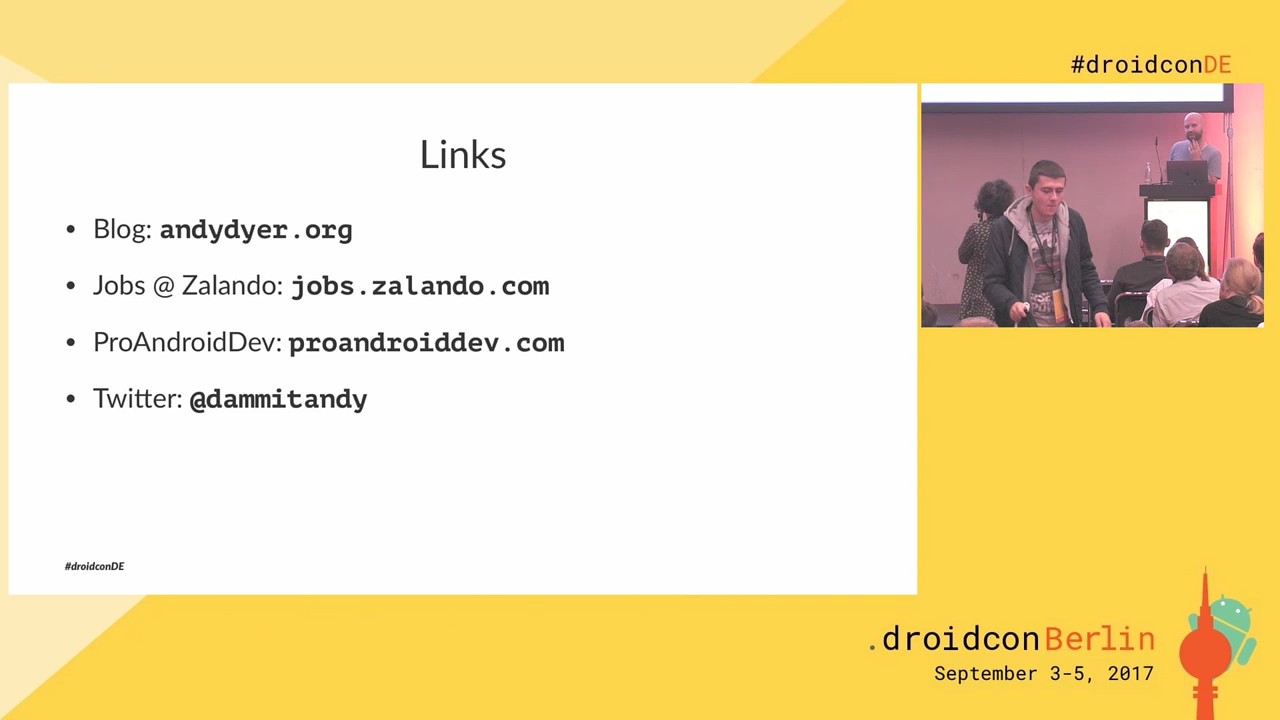 #droidconDE
Links
• Blog: andydyer.org
• Jobs @ Zalando: jobs.zalando.com
• ProAndroidDev: proandroiddev.com
• Twitter: @dammitandy
#droidconDE
.droidconBerlin
September 3-5, 2017